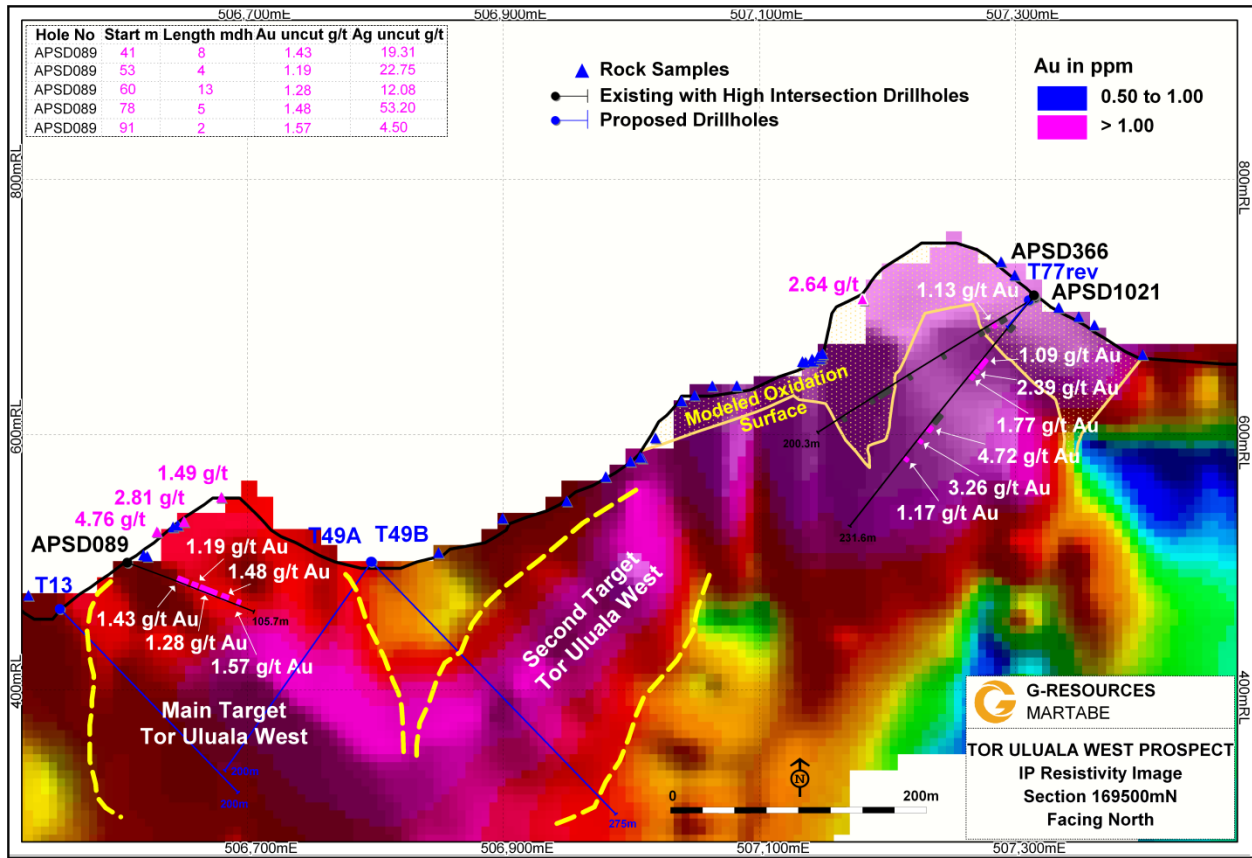 506,700mE 506,900mE 507,100mE 507,300mE
Hole No Start m Length mdh Au uncut g/t Ag uncut g/t
APSD089 41 8 1.43 19.31
APSD089 53 4 1.19 22.75
APSD089 60 13 1.28 12.08
APSD089 78 5 1.48 53.20
APSD089 91 2 1.57 4.50
Rock Samples
Existing with High Intersection Drillholes
Proposed Drillholes
Au in ppm
0.50 to 1.00
> 1.00
800mRL 800mRL
APSD366
T77rev
APSD1021
2.64 g/t
1.13 g/t Au
1.09 g/t Au
2.39 g/t Au
1.77 g/t Au
4.72 g/t Au
3.26 g/t Au
1.17 g/t Au
Modeled Oxidation
Surface
200.3m
231.6m
600mRL 600mRL
1.49 g/t
2.81 g/t
4.76 g/t
APSD089
T13
T49A T49B
1.19 g/t Au
1.48 g/t Au
1.43 g/t Au
1.28 g/t Au
1.57 g/t Au
105.7m
Second Target
Tor Uluala West
Main Target
Tor Uluala West
400mRL 400mRL
275m
N
0 200m
G-RESOURCES
MARTABE
TOR ULUALA WEST PROSPECT
IP Resistivity Image
Section 169500mN
Facing North
506,700mE 506,900mE 507,100mE 507,300mE